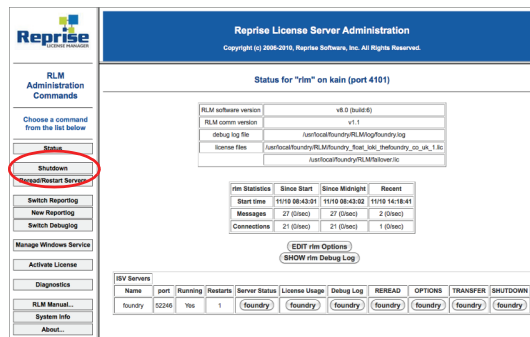 Reprise
LICENSE MANAGER
Reprise License Server Administration
Copyright (c) 2006-2010, Reprise Software, Inc. All Rights Reserved.
RLM
Administration
Commands
Choose a command
from the list below
Status
Shutdown
Reread/Restart Servers
Switch Reportlog
New Reportlog
Switch Debuglog
Manage Windows Service
Activate License
Diagnostics
RLM Manual...
System Info
About...
Status for "rlm" on kain (port 4101)
RLM software version v8.0 (build:6)
RLM comm version v1.1
debug log file /usr/local/foundry/RLM/log/foundry.log
license files /usr/local/foundry/RLM/foundry_float_loki_thefoundry_co_uk_1.lic
/usr/local/foundry/RLM/failover.lic
rlm Statistics Since Start Since Midnight Recent
Start time 11/10 08:43:01 11/10 08:43:02 11/10 14:18:41
Messages 27 (0/sec) 27 (0/sec) 2 (0/sec)
Connections 21 (0/sec) 21 (0/sec) 1 (0/sec)
EDIT rlm Options
SHOW rlm Debug Log
ISV Servers
Name port Running Restarts Server Status License Usage Debug Log REREAD OPTIONS TRANSFER SHUTDOWN
foundry 52246 Yes 1 foundry foundry foundry foundry foundry foundry foundry